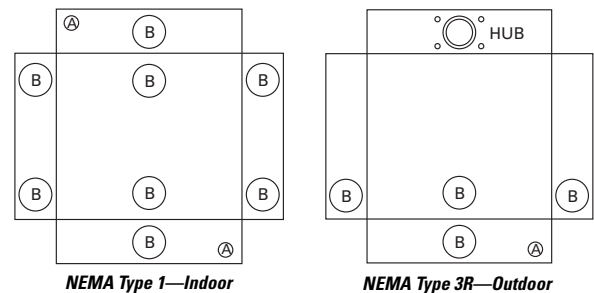 A B
B B B
B B B
B A
NEMA Type 1—Indoor
HUB
B B B
B A
NEMA Type 3R—Outdoor